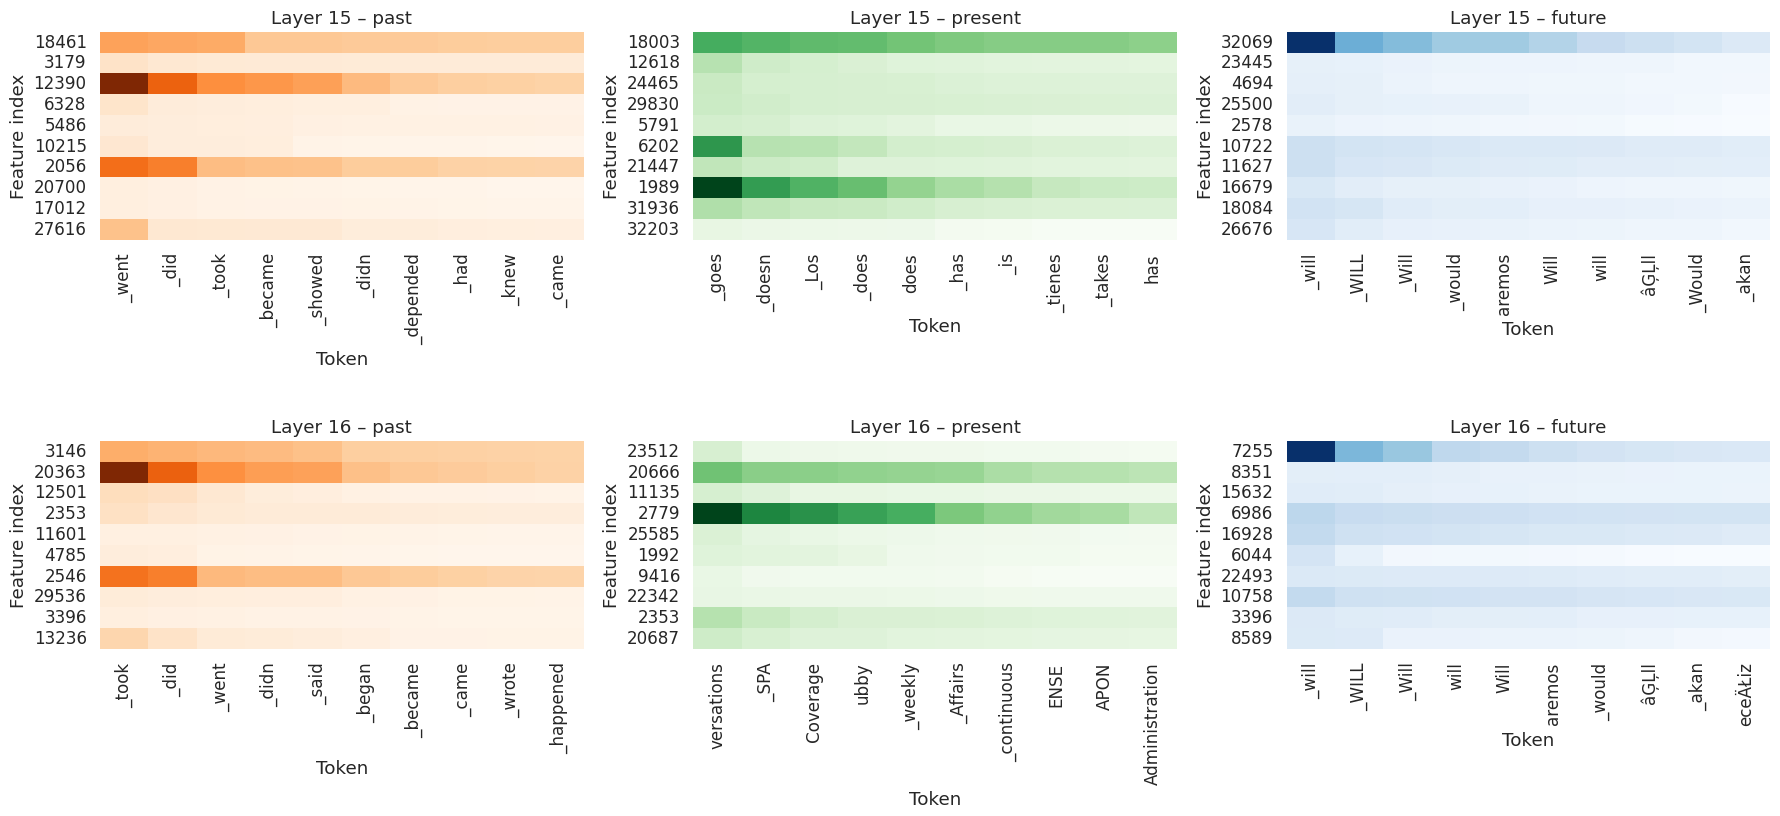 Layer 15 – past
Feature index
18461
3179
12390
6328
5486
10215
2056
20700
17012
27616
_went
_did
_took
_became
_showed
_didn
_depended
_had
_knew
_came
Token
Layer 15 – present
Feature index
18003
12618
24465
29830
5791
6202
21447
1989
31936
32203
_goes
_doesn
_Los
_does
does
_has
_is
_tienes
_takes
has
Token
Layer 15 – future
Feature index
32069
23445
4694
25500
2578
10722
11627
16679
18084
26676
_will
_WILL
_Will
_would
aremos
Will
will
âĢĻll
_Would
_akan
Token
Layer 16 – past
Feature index
3146
20363
12501
2353
11601
4785
2546
29536
3396
13236
_took
_did
_went
_didn
_said
_began
_became
_came
_wrote
_happened
Token
Layer 16 – present
Feature index
23512
20666
11135
2779
25585
1992
9416
22342
2353
20687
versations
_SPA
Coverage
ubby
_weekly
_Affairs
_continuous
ENSE
APON
Administration
Token
Layer 16 – future
Feature index
7255
8351
15632
6986
16928
6044
22493
10758
3396
8589
_will
_WILL
_Will
will
Will
aremos
_would
âĢĻll
_akan
eceÄŁiz
Token